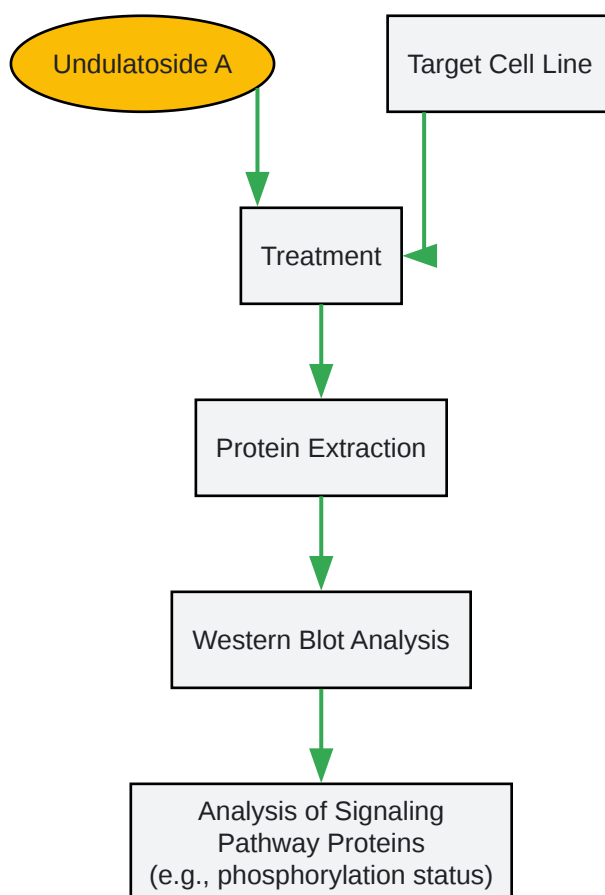 Undulatoside A
Target Cell Line
Treatment
Protein Extraction
Western Blot Analysis
Analysis of Signaling
Pathway Proteins
(e.g., phosphorylation status)